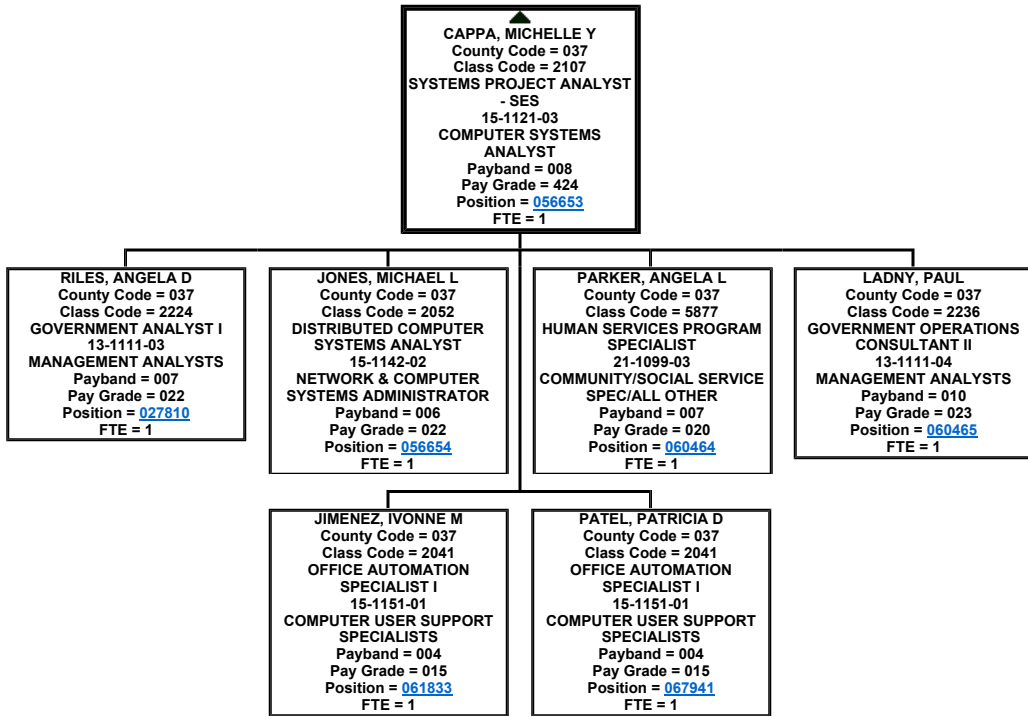 CAPPA, MICHELLE Y
County Code = 037
Class Code = 2107
SYSTEMS PROJECT ANALYST
- SES
15-1121-03
COMPUTER SYSTEMS
ANALYST
Payband = 008
Pay Grade = 424
Position = 056653
FTE = 1
RILES, ANGELA D
County Code = 037
Class Code = 2224
GOVERNMENT ANALYST I
13-1111-03
MANAGEMENT ANALYSTS
Payband = 007
Pay Grade = 022
Position = 027810
FTE = 1
JONES, MICHAEL L
County Code = 037
Class Code = 2052
DISTRIBUTED COMPUTER
SYSTEMS ANALYST
15-1142-02
NETWORK & COMPUTER
SYSTEMS ADMINISTRATOR
Payband = 006
Pay Grade = 022
Position = 056654
FTE = 1
PARKER, ANGELA L
County Code = 037
Class Code = 5877
HUMAN SERVICES PROGRAM
SPECIALIST
21-1099-03
COMMUNITY/SOCIAL SERVICE
SPEC/ALL OTHER
Payband = 007
Pay Grade = 020
Position = 060464
FTE = 1
LADNY, PAUL
County Code = 037
Class Code = 2236
GOVERNMENT OPERATIONS
CONSULTANT II
13-1111-04
MANAGEMENT ANALYSTS
Payband = 010
Pay Grade = 023
Position = 060465
FTE = 1
JIMENEZ, IVONNE M
County Code = 037
Class Code = 2041
OFFICE AUTOMATION
SPECIALIST I
15-1151-01
COMPUTER USER SUPPORT
SPECIALISTS
Payband = 004
Pay Grade = 015
Position = 061833
FTE = 1
PATEL, PATRICIA D
County Code = 037
Class Code = 2041
OFFICE AUTOMATION
SPECIALIST I
15-1151-01
COMPUTER USER SUPPORT
SPECIALISTS
Payband = 004
Pay Grade = 015
Position = 067941
FTE = 1